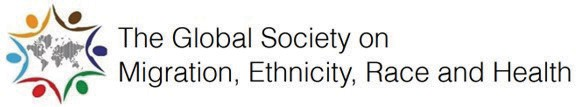 The Global Society on
Migration, Ethnicity, Race and Health